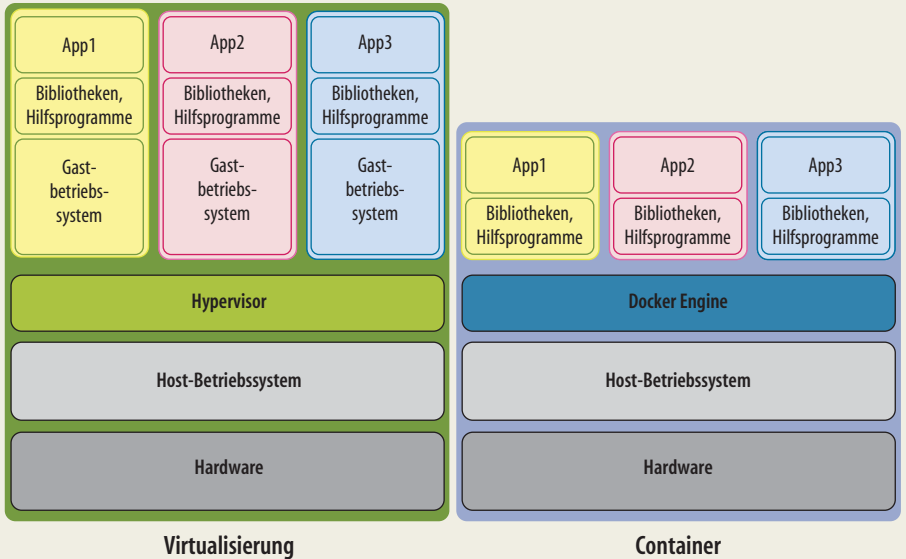 App1
Bibliotheken,
Hilfsprogramme
Gast-
betriebs-
system
App2
Bibliotheken,
Hilfsprogramme
Gast-
betriebs-
system
App3
Bibliotheken,
Hilfsprogramme
Gast-
betriebs-
system
Hypervisor
Host-Betriebssystem
Hardware
Virtualisierung
App1
Bibliotheken,
Hilfsprogramme
App2
Bibliotheken,
Hilfsprogramme
App3
Bibliotheken,
Hilfsprogramme
Docker Engine
Host-Betriebssystem
Hardware
Container